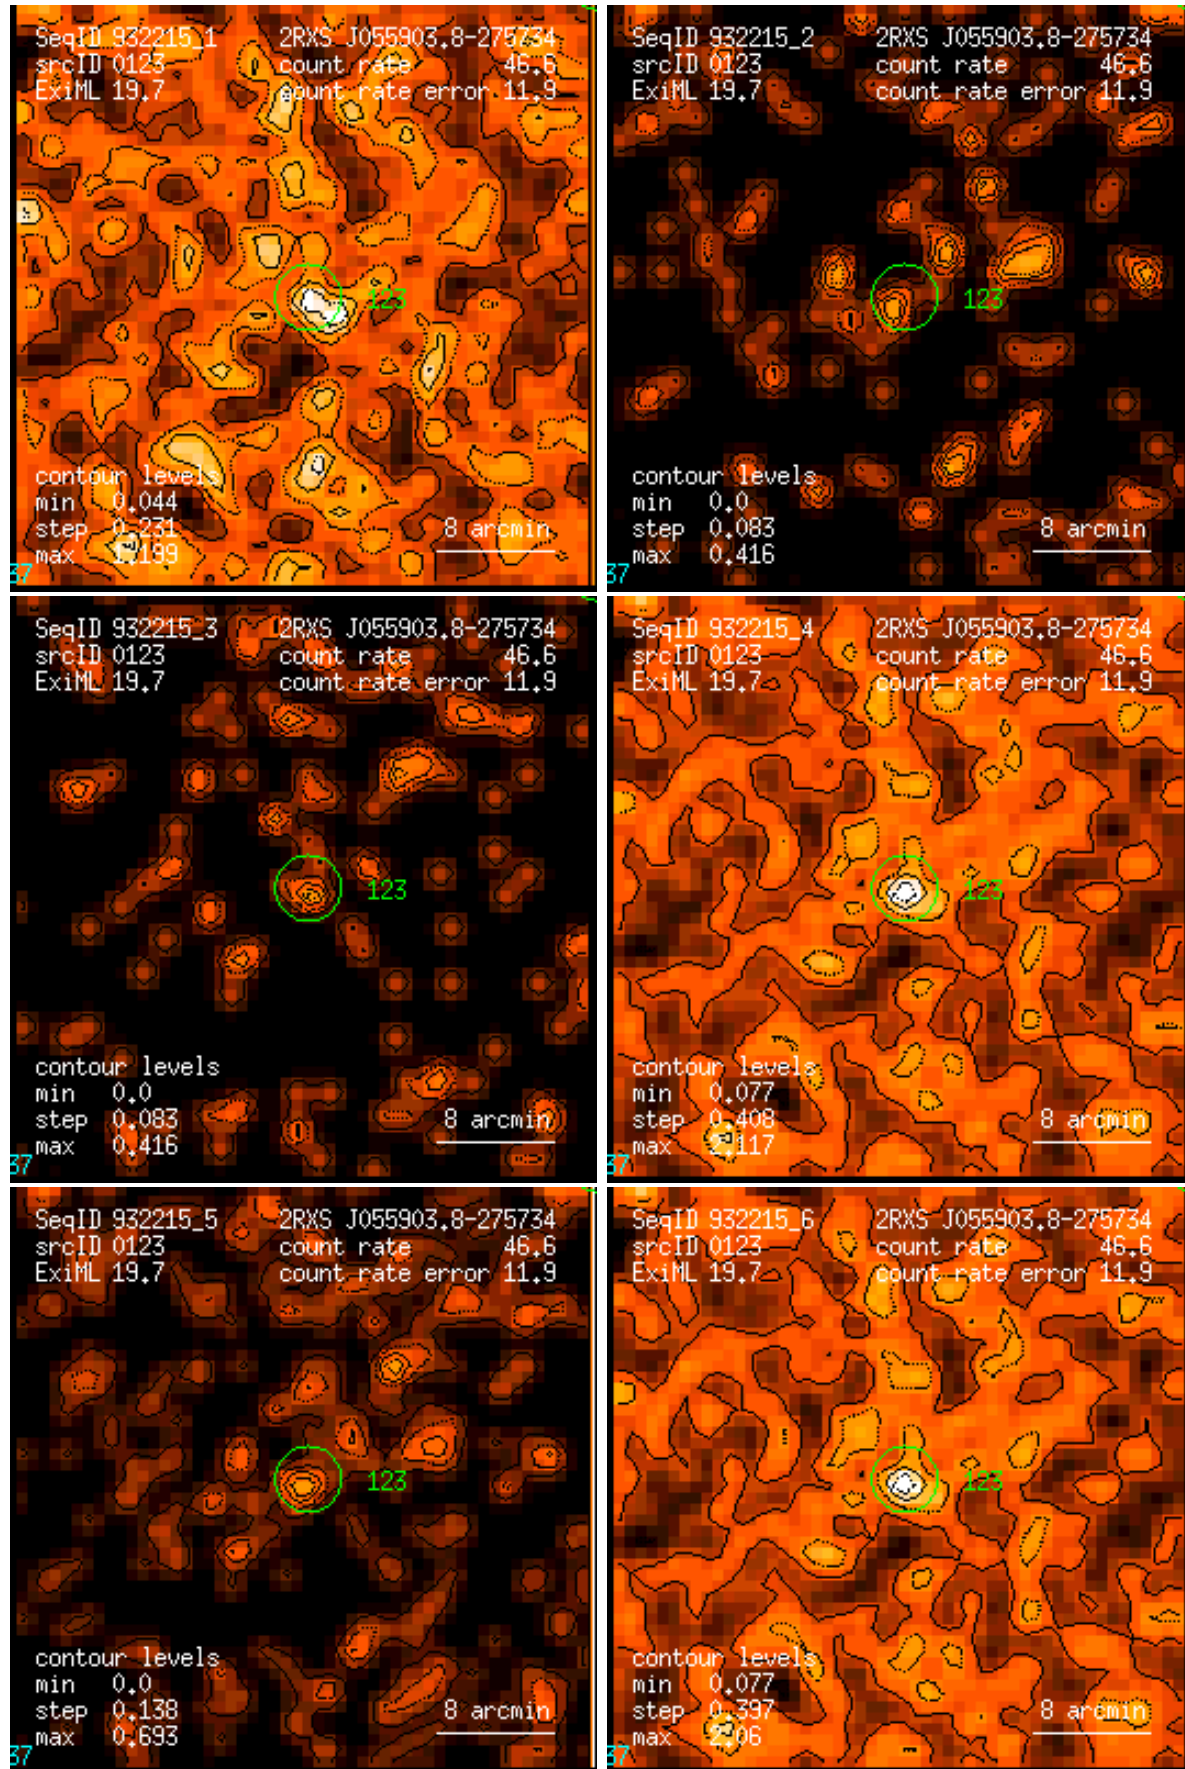 SeqID 932215_1 2RXS J055903.8-275734
srcID 0123 count rate 46.6
ExiML 19.7 count rate error 11.9
123
contour levels
min 0.044
step 0.231
max 1.199
8 arcmin
37
SeqID 932215_2 2RXS J055903.8-275734
srcID 0123 count rate 46.6
ExiML 19.7 count rate error 11.9
123
contour levels
min 0.0
step 0.083
max 0.416
8 arcmin
37
SeqID 932215_3 2RXS J055903.8-275734
srcID 0123 count rate 46.6
ExiML 19.7 count rate error 11.9
123
contour levels
min 0.0
step 0.083
max 0.416
8 arcmin
37
SeqID 932215_4 2RXS J055903.8-275734
srcID 0123 count rate 46.6
ExiML 19.7 count rate error 11.9
123
contour levels
min 0.077
step 0.408
max 2.117
8 arcmin
37
SeqID 932215_5 2RXS J055903.8-275734
srcID 0123 count rate 46.6
ExiML 19.7 count rate error 11.9
123
contour levels
min 0.0
step 0.138
max 0.693
8 arcmin
37
SeqID 932215_6 2RXS J055903.8-275734
srcID 0123 count rate 46.6
ExiML 19.7 count rate error 11.9
123
contour levels
min 0.077
step 0.397
max 2.06
8 arcmin
37